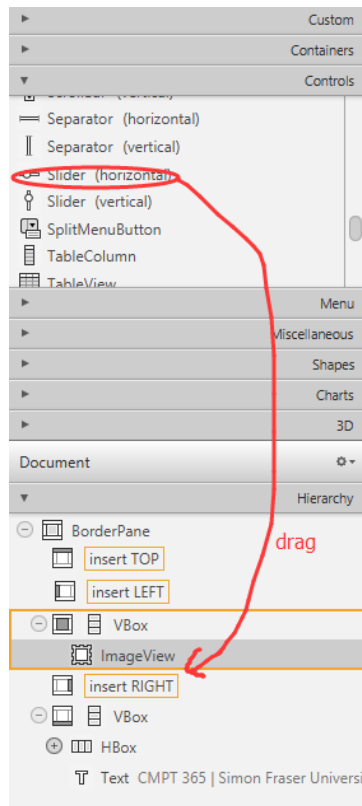 Custom
Containers
Controls
Separator (horizontal)
Separator (vertical)
Slider (horizontal)
Slider (vertical)
SplitMenuButton
TableColumn
TableView
Menu
Miscellaneous
Shapes
Charts
3D
Document
Hierarchy
BorderPane
drag
insert TOP
insert LEFT
VBox
ImageView
insert RIGHT
VBox
HBox
Text CMPT 365 | Simon Fraser Universi